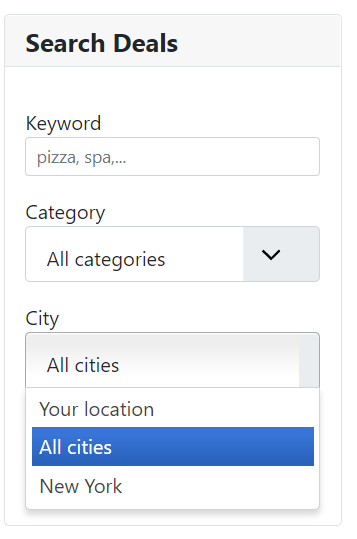 Search Deals
Keyword
pizza, spa,...
Category
All categories
City
All cities
Your location
All cities
New York